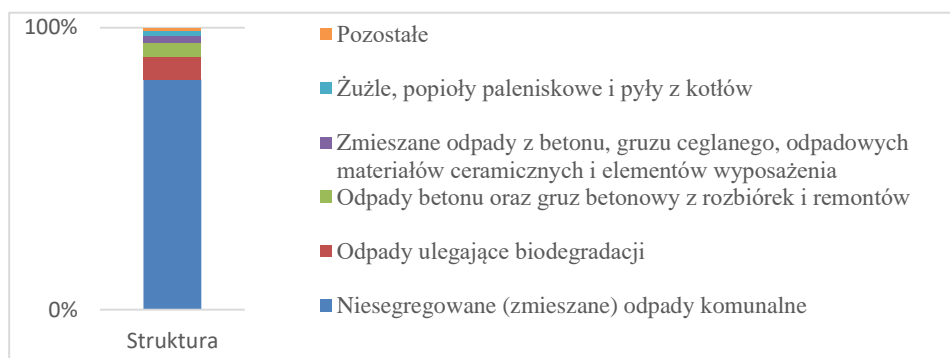 100%
0%
Struktura
Pozostałe
Żużle, popioły paleniskowe i pyły z kotłów
Zmieszane odpady z betonu, gruzu ceglanego, odpadowych
materiałów ceramicznych i elementów wyposażenia
Odpady betonu oraz gruz betonowy z rozbiórek i remontów
Odpady ulegające biodegradacji
Niesegregowane (zmieszane) odpady komunalne